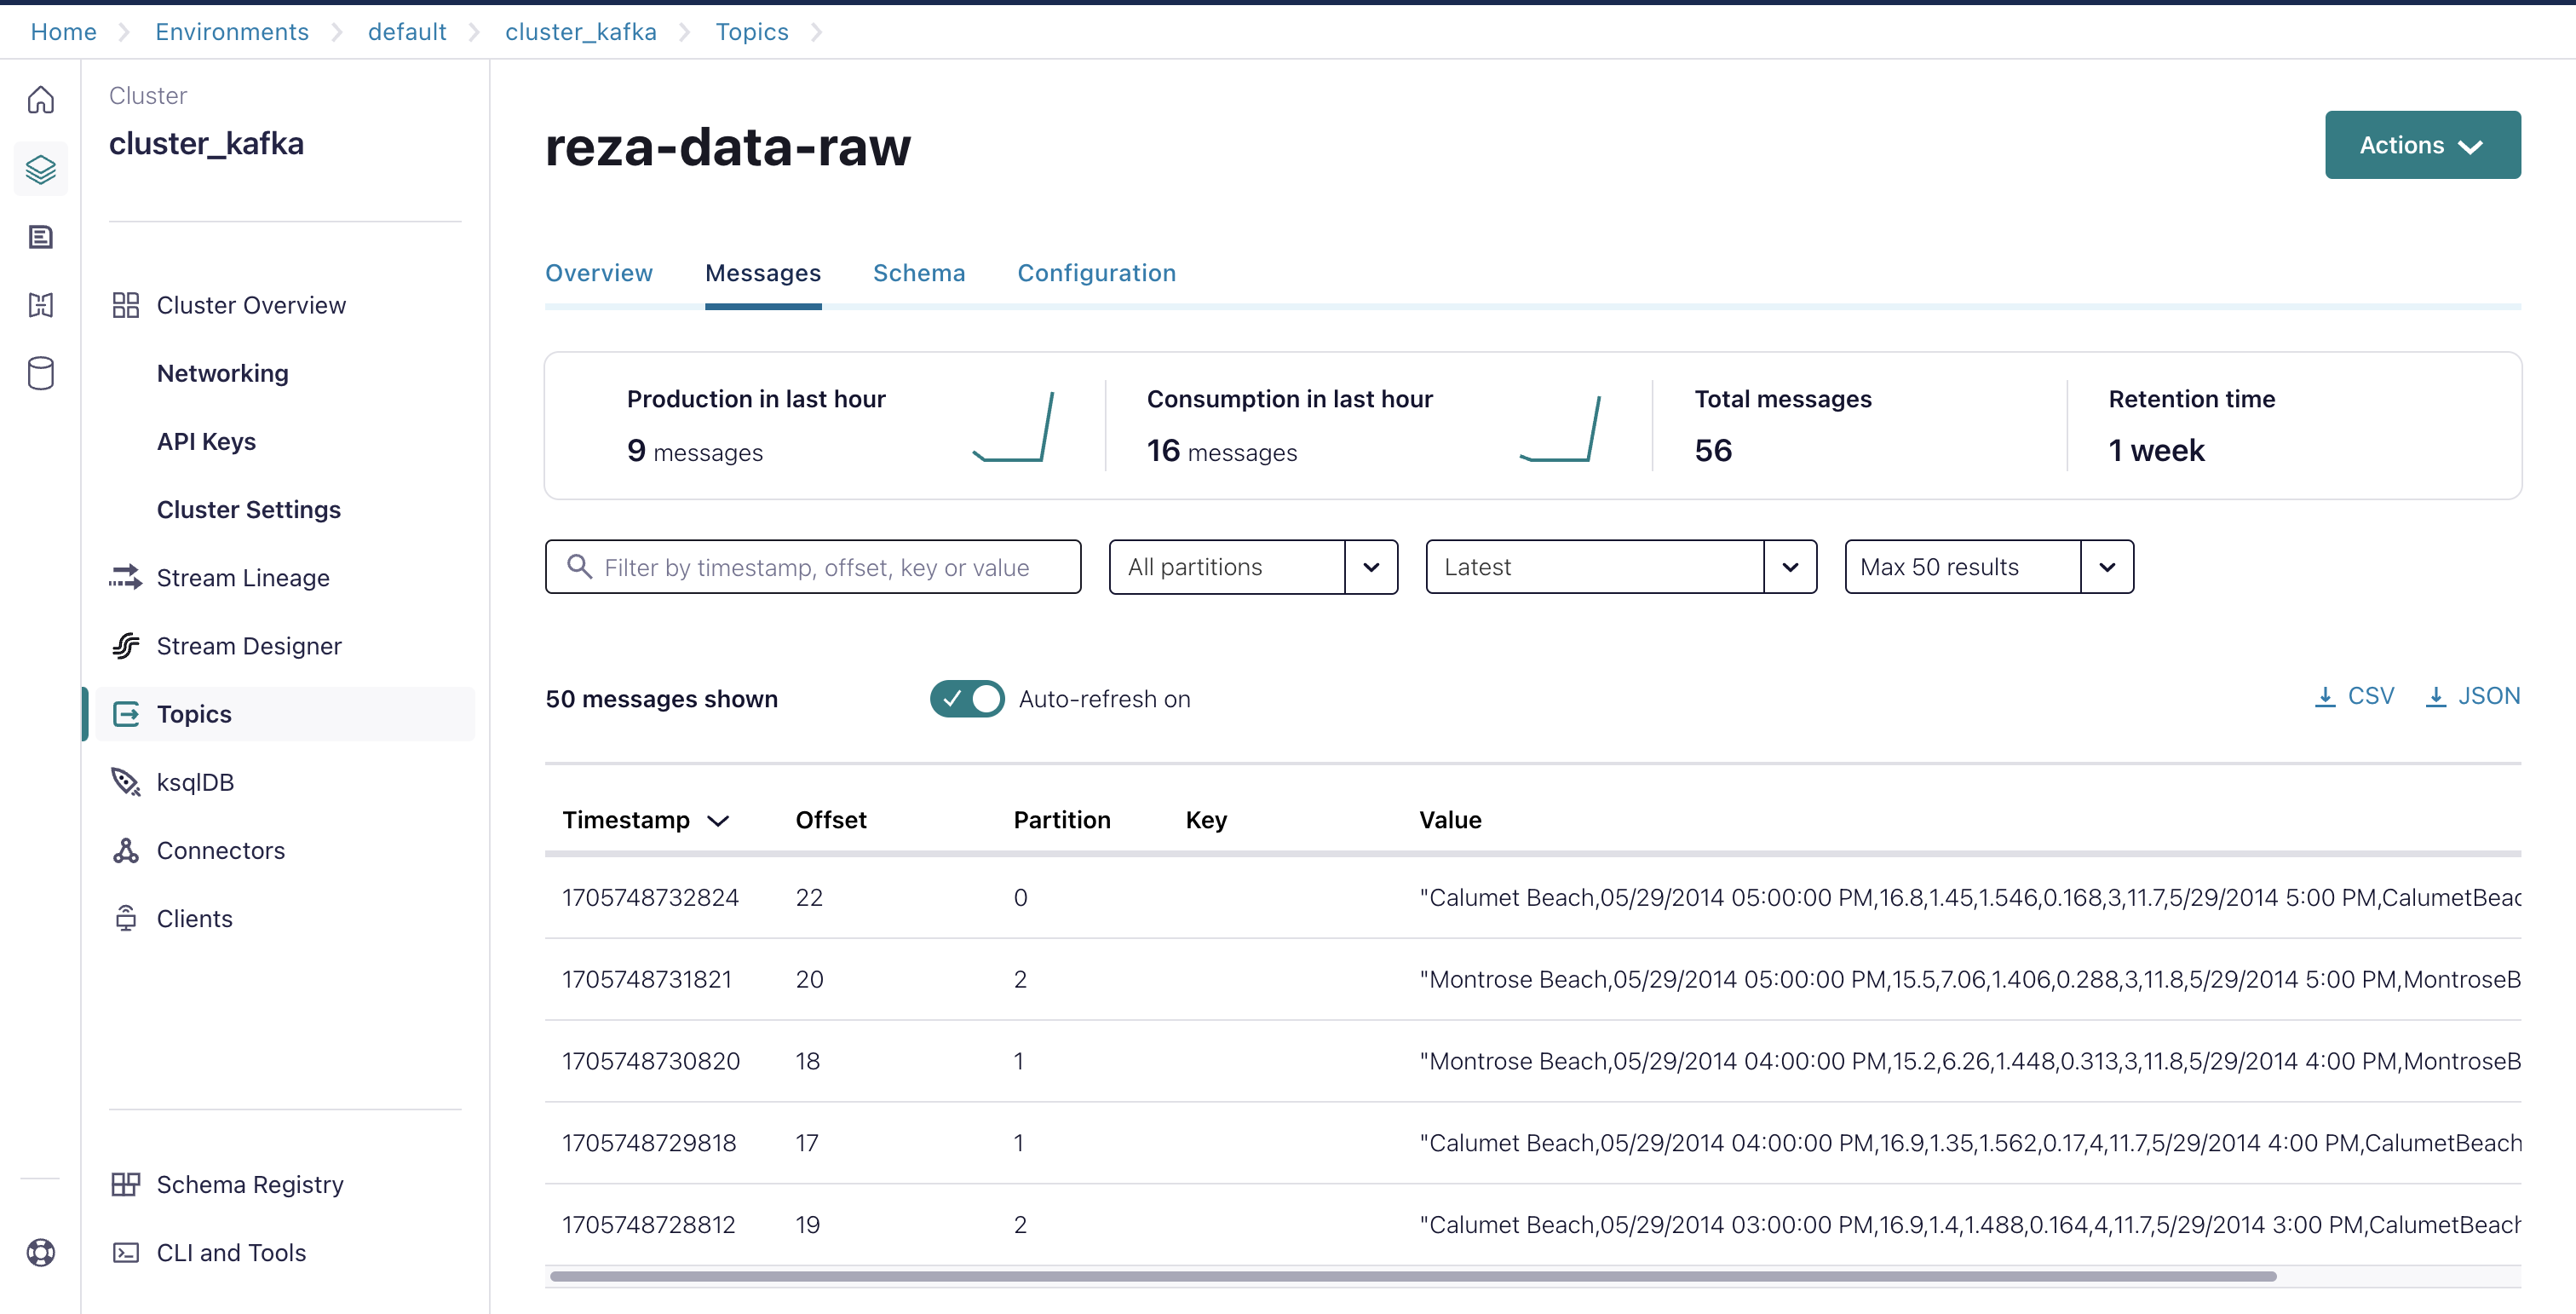 Home Environments default cluster_kafka Topics
Cluster
cluster_kafka
Cluster Overview
Networking
API Keys
Cluster Settings
Stream Lineage
Stream Designer
Topics
ksqlDB
Connectors
Clients
Schema Registry
CLI and Tools
reza-data-raw
Actions
Overview Messages Schema Configuration
Production in last hour
9 messages
Consumption in last hour
16 messages
Total messages
56
Retention time
1 week
Filter by timestamp, offset, key or value
All partitions
Latest
Max 50 results
50 messages shown
Auto-refresh on
CSV JSON
Timestamp Offset Partition Key Value
1705748732824 22 0 "Calumet Beach,05/29/2014 05:00:00 PM,16.8,1.45,1.546,0.168,3,11.7,5/29/2014 5:00 PM,CalumetBeac
1705748731821 20 2 "Montrose Beach,05/29/2014 05:00:00 PM,15.5,7.06,1.406,0.288,3,11.8,5/29/2014 5:00 PM,MontroseB
1705748730820 18 1 "Montrose Beach,05/29/2014 04:00:00 PM,15.2,6.26,1.448,0.313,3,11.8,5/29/2014 4:00 PM,MontroseB
1705748729818 17 1 "Calumet Beach,05/29/2014 04:00:00 PM,16.9,1.35,1.562,0.17,4,11.7,5/29/2014 4:00 PM,CalumetBeach
1705748728812 19 2 "Calumet Beach,05/29/2014 03:00:00 PM,16.9,1.4,1.488,0.164,4,11.7,5/29/2014 3:00 PM,CalumetBeach